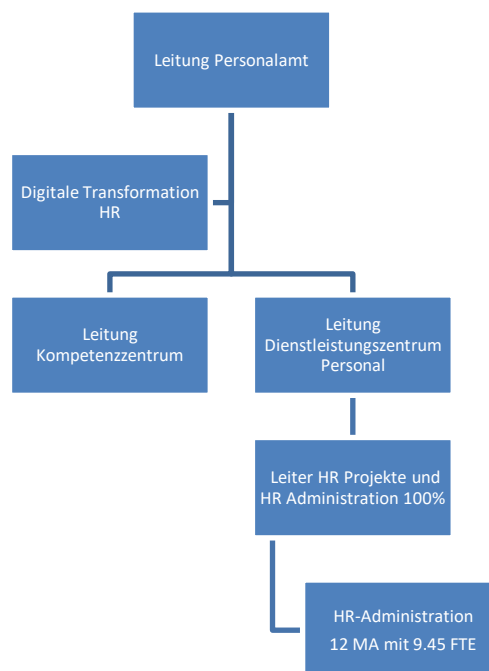 Leitung Personalamt
Digitale Transformation
HR
Leitung
Kompetenzzentrum
Leitung
Dienstleistungszentrum
Personal
Leiter HR Projekte und
HR Administration 100%
HR-Administration
12 MA mit 9.45 FTE